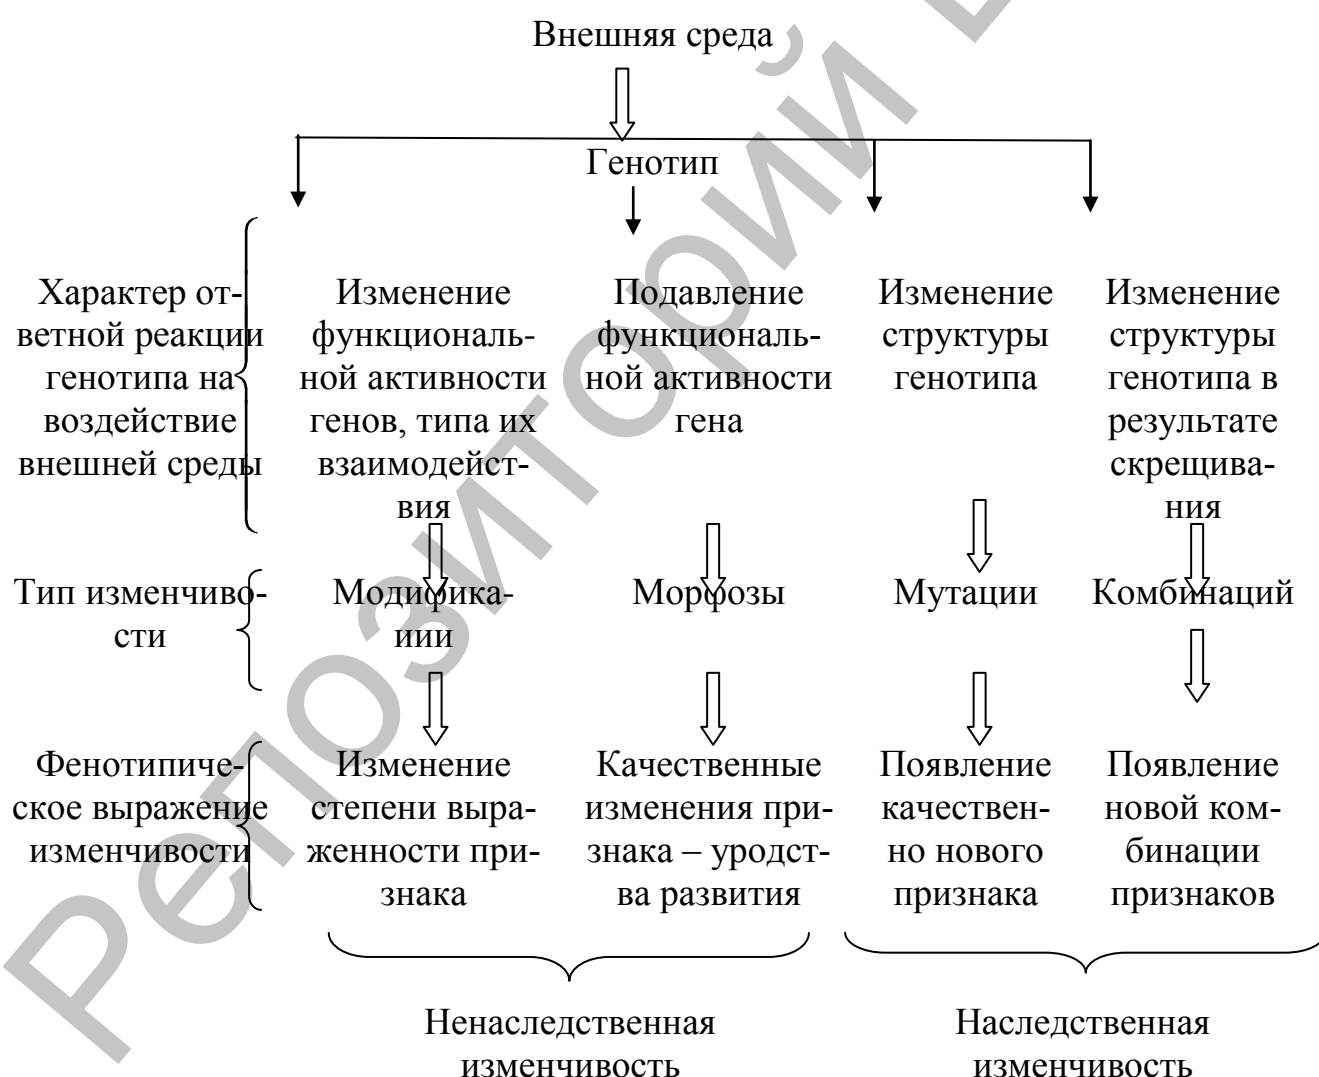 Внешняя среда
Генотип
Характер от-
ветной реакции
генотипа на
воздействие
внешней среды
Изменение
функциональ-
ной активности
генов, типа их
взаимодейст-
вия
Подавление
функциональ-
ной активности
гена
Изменение
структуры
генотипа
Изменение
структуры
генотипа в
результате
скрещива-
ния
Тип изменчиво-
сти
Модифика-
иии
Морфозы
Мутации
Комбинаций
Фенотипиче-
ское выражение
изменчивости
Изменение
степени выра-
женности при-
знака
Качественные
изменения при-
знака – уродст-
ва развития
Появление
качествен-
но нового
признака
Появление
новой ком-
бинации
признаков
Ненаследственная
изменчивость
Наследственная
изменчивость
Репозиторий